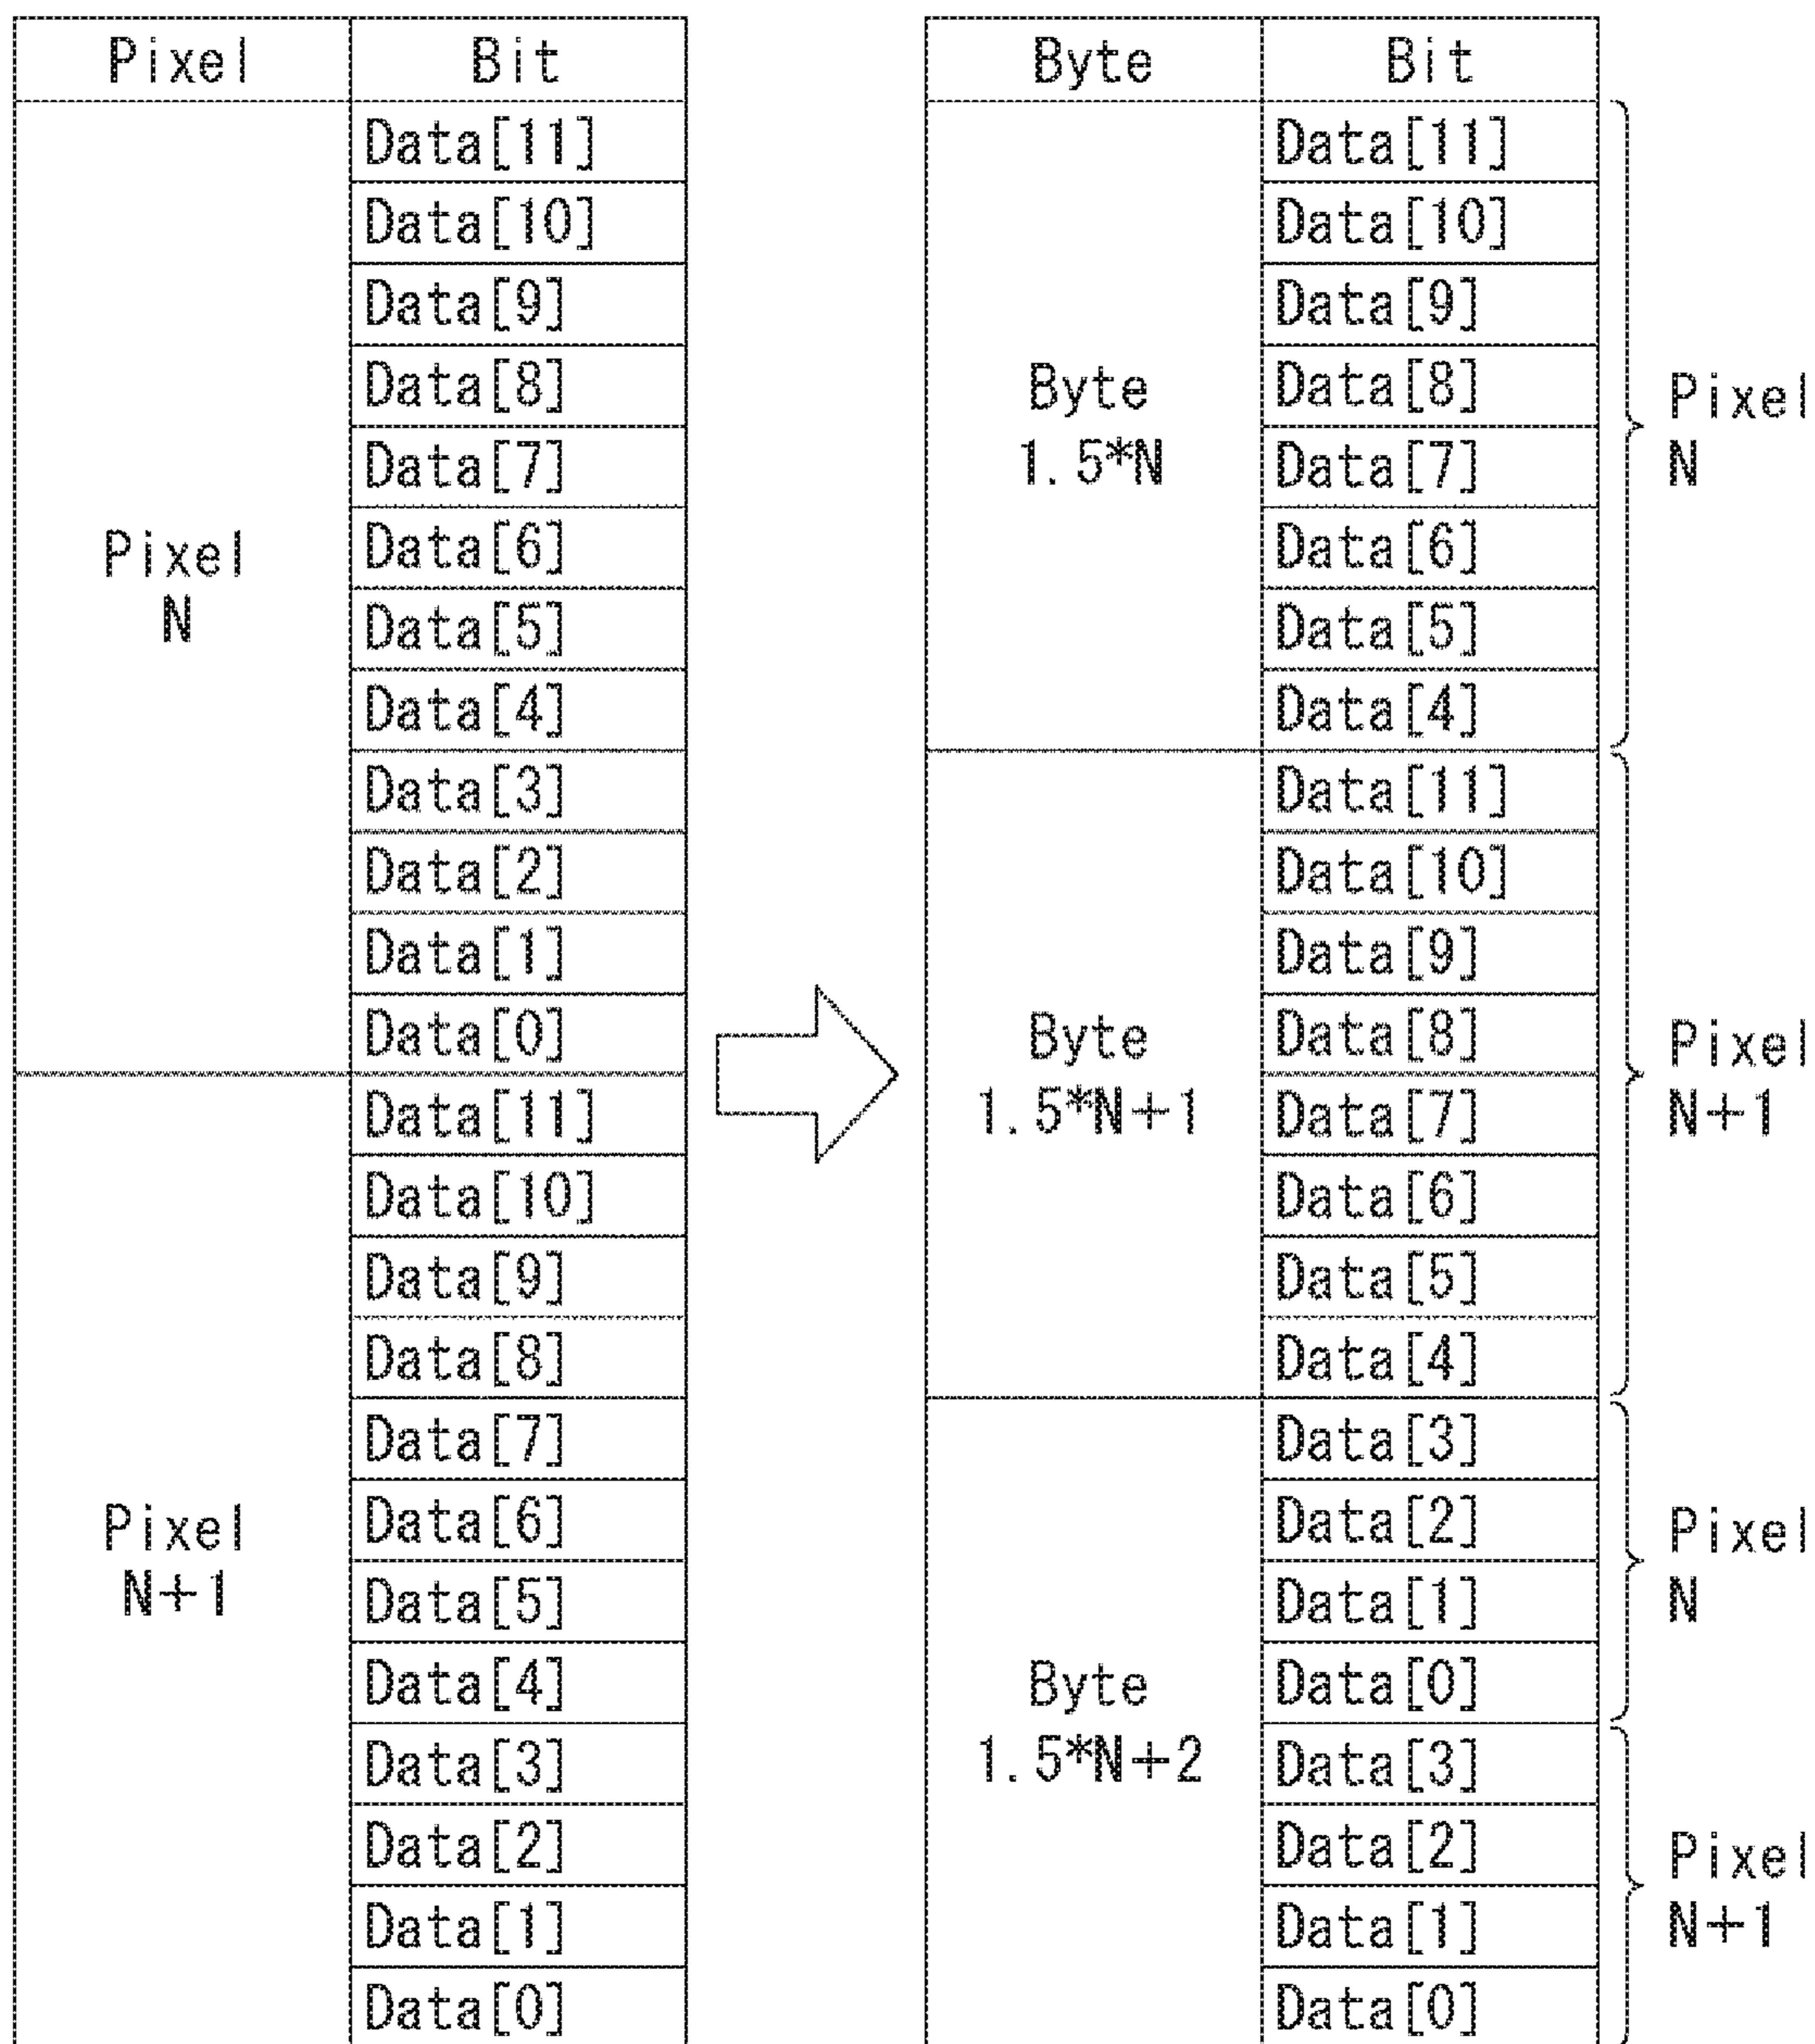 Pixel Bit
Pixel
N
Data[11]
Data[10]
Data[9]
Data[8]
Data[7]
Data[6]
Data[5]
Data[4]
Data[3]
Data[2]
Data[1]
Data[0]
Pixel
N+1
Data[11]
Data[10]
Data[9]
Data[8]
Data[7]
Data[6]
Data[5]
Data[4]
Data[3]
Data[2]
Data[1]
Data[0]
Byte Bit
Byte
1.5*N
Data[11]
Data[10]
Data[9]
Data[8]
Data[7]
Data[6]
Data[5]
Data[4]
Pixel
N
Byte
1.5*N+1
Data[11]
Data[10]
Data[9]
Data[8]
Data[7]
Data[6]
Data[5]
Data[4]
Pixel
N+1
Byte
1.5*N+2
Data[3]
Data[2]
Data[1]
Data[0]
Pixel
N
Data[3]
Data[2]
Data[1]
Data[0]
Pixel
N+1